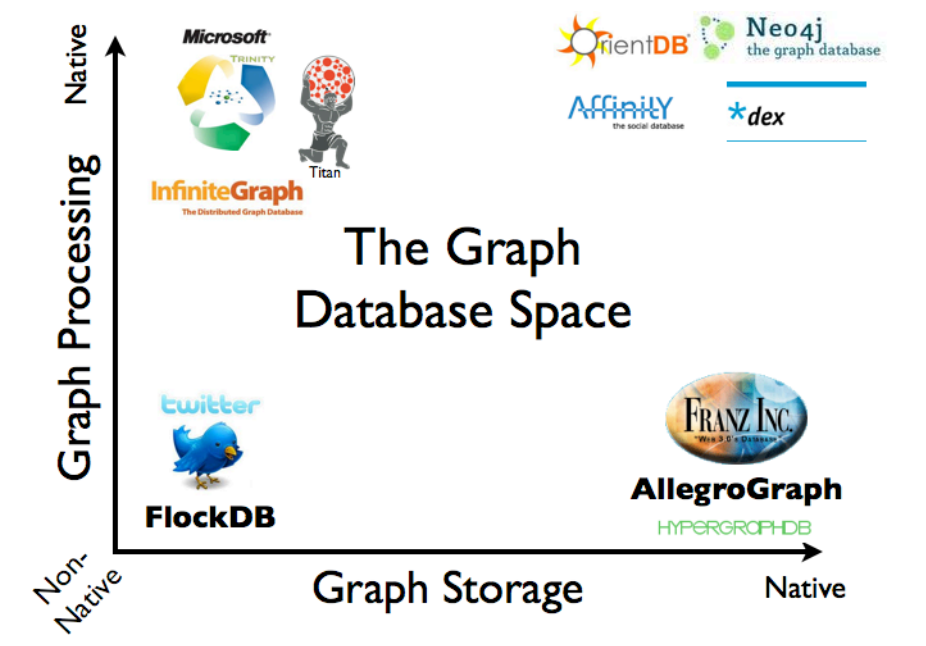 Native
Graph Processing
Microsoft
TRINITY
Titan
InfiniteGraph
The Distributed Graph Database
OrientDB
Neo4j
the graph database
Affinity
the social database
*dex
The Graph
Database Space
twitter
FlockDB
FRANZ INC.
"WEB 3.0's DATABASE"
AllegroGraph
HYPERGRAPHDB
Non-
Native
Graph Storage
Native